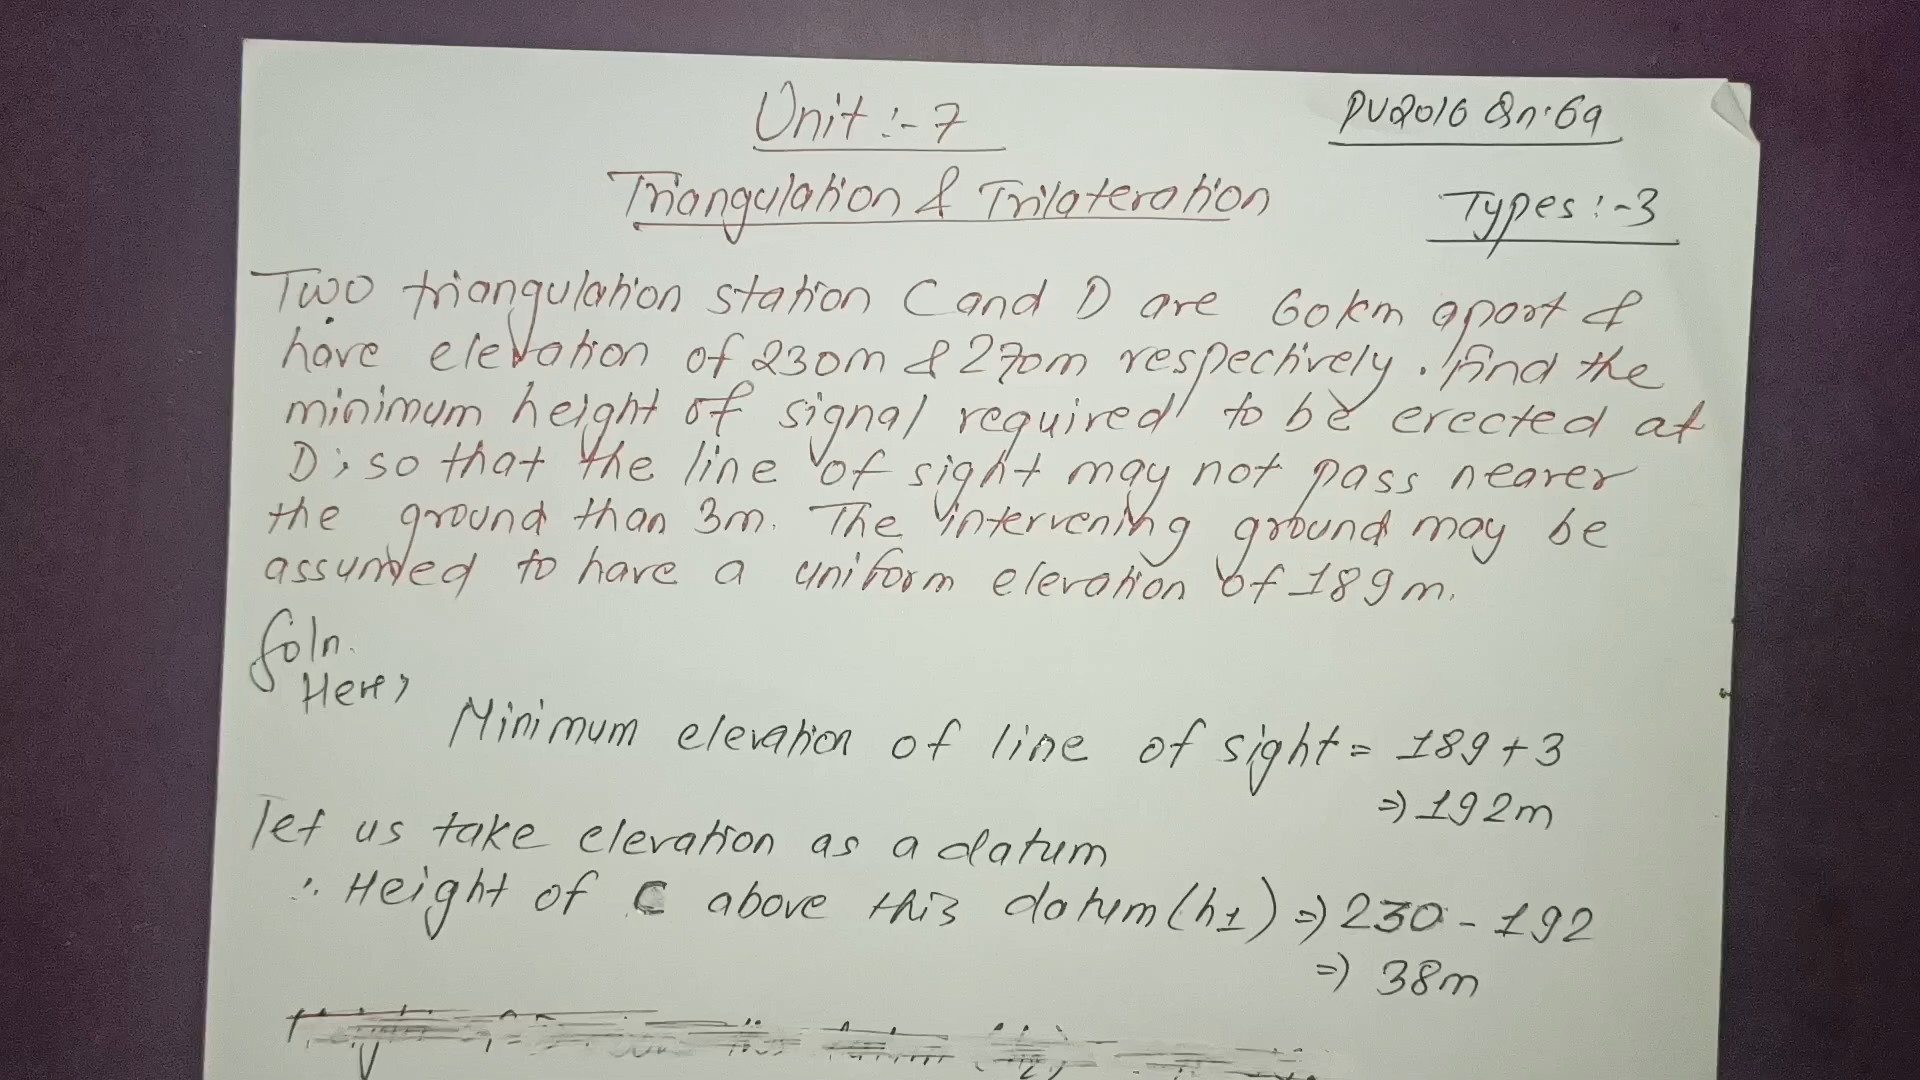 Unit :- 7
PU2016 Qn.6a
Triangulation & Trilateration
Types :- 3
Two triangulation station C and D are 60km apart &
have elevation of 230m & 270m respectively. find the
minimum height of signal required to be erected at
D, so that the line of sight may not pass nearer
the ground than 3m. The intervening ground may be
assumed to have a uniform elevation of 189m.
Soln.
Here,
Minimum elevation of line of sight = 189 + 3
⇒ 192m
let us take elevation as a datum
∴ Height of C above this datum (h1) ⇒ 230 - 192
⇒ 38m